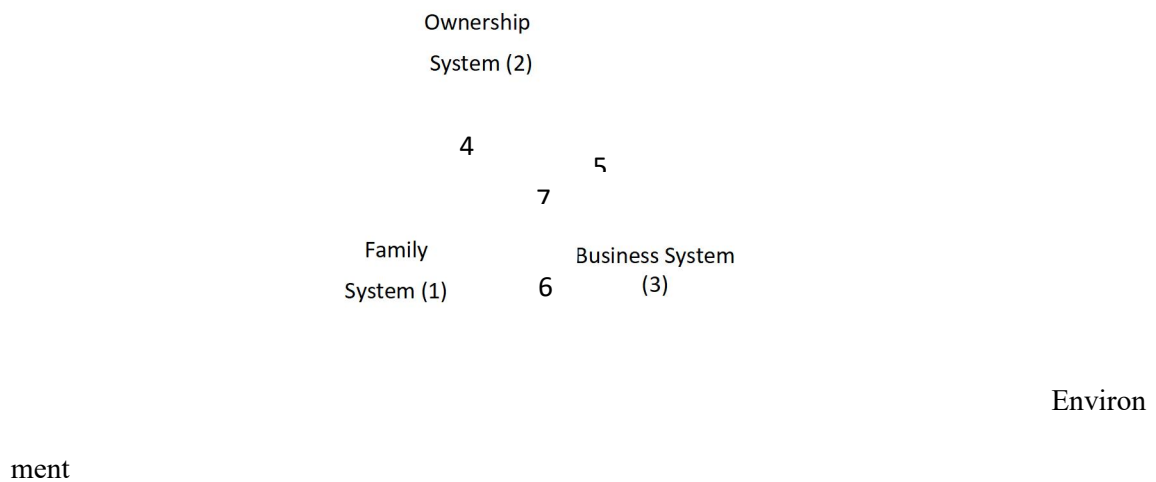 Ownership
System (2)
4
5
7
Family
Business System
System (1)
6
(3)
Environ
ment